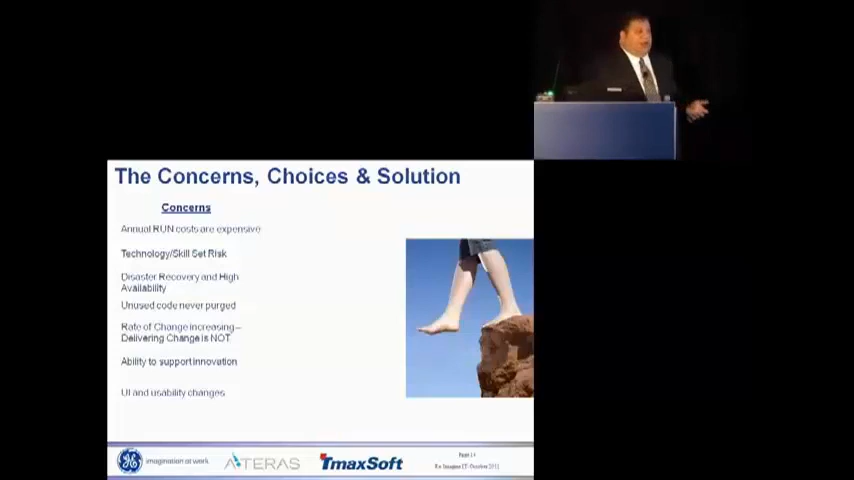 The Concerns, Choices & Solution
Concerns
Annual RUN costs are expensive
Technology/Skill Set Risk
Disaster Recovery and High
Availability
Unused code never purged
Rate of Change increasing–
Delivering Change is NOT
Ability to support innovation
UI and usability changes
imagination at work
ATERAS
TmaxSoft